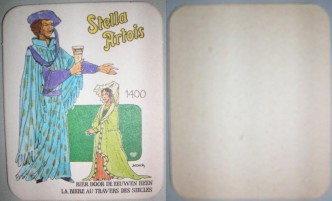 Stella
Artois
1400
BIER DOOR DE EEUWEN HEEN
LA BIERE AU TRAVERS DES SIECLES